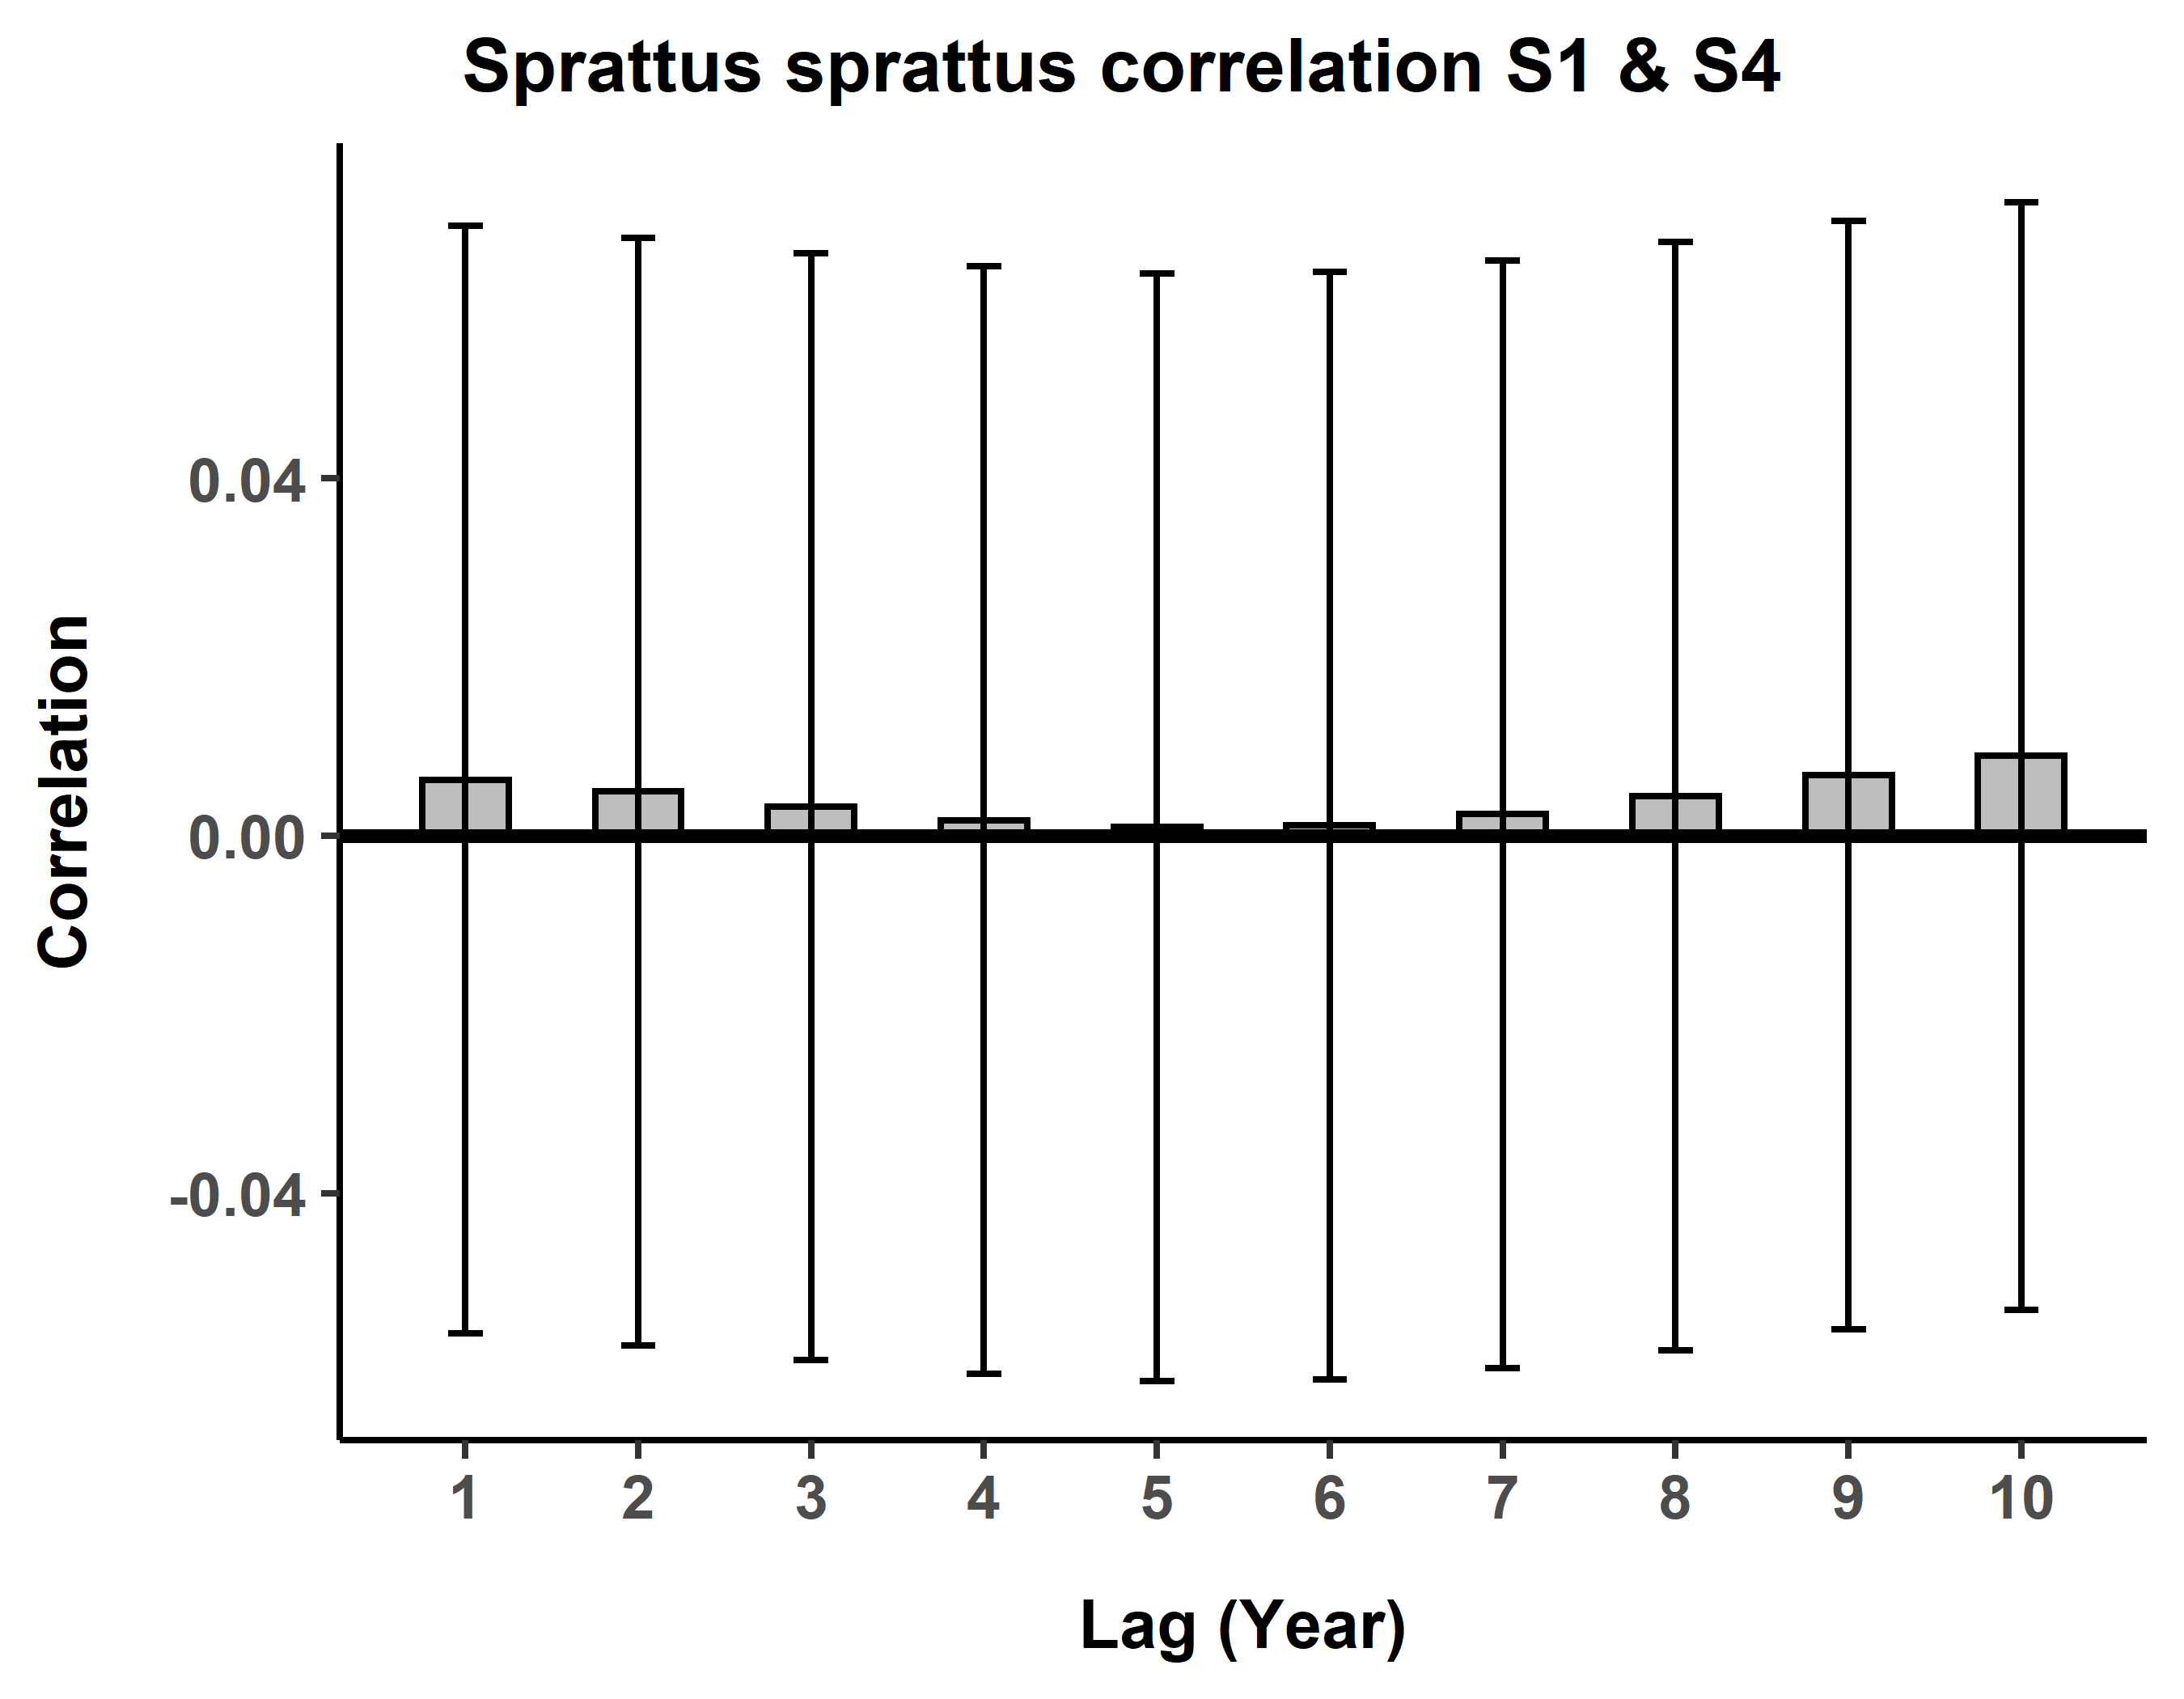 Sprattus sprattus correlation S1 & S4
Correlation
0.04
0.00
-0.04
1 2 3 4 5 6 7 8 9 10
Lag (Year)